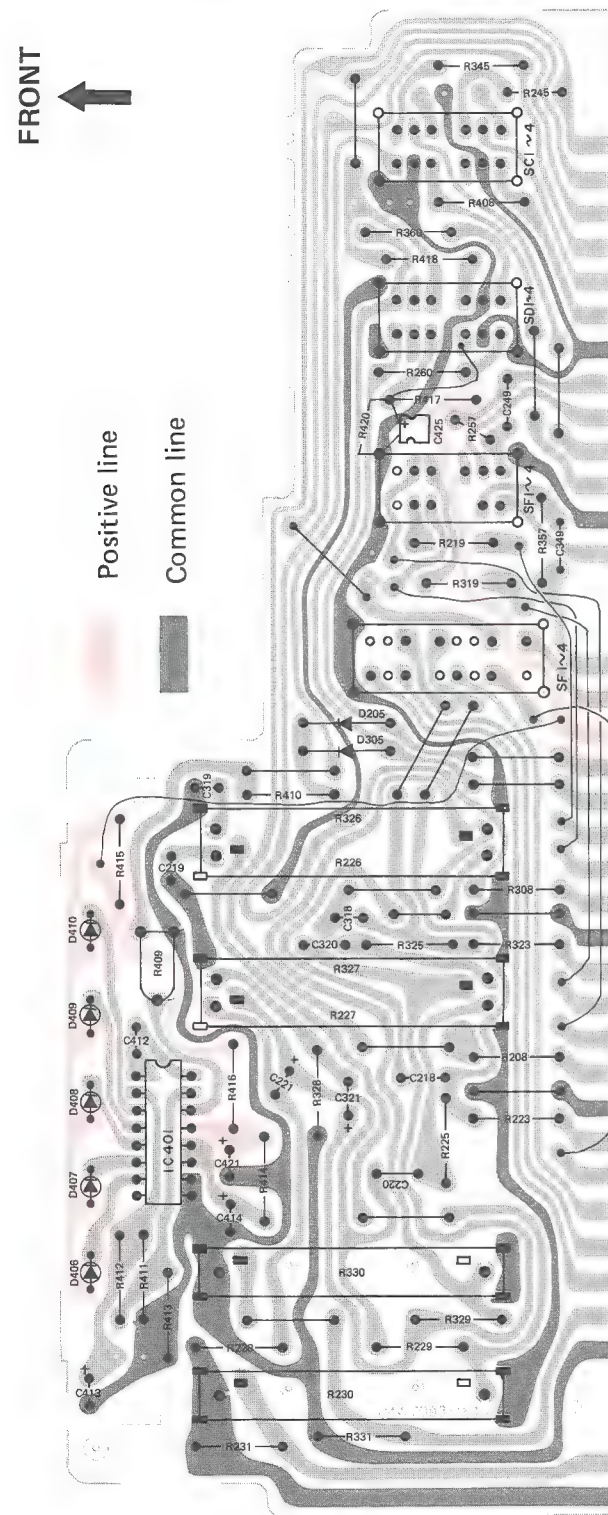 FRONT
Positive line
Common line
R345
R245
SC1~4
R408
R360
R418
SD1~4
R260
R417
R420
C425
+
R257
C249
SF1~4
R219
R357
C349
R319
SF1~4
D205
D305
C319
R410
R326
R415
C219
R226
R308
D410
C318
C320
R325
R323
R409
R327
D409
R227
C412
R208
R416
C221
+
R328
C321
+
C218
D408
IC401
R223
R225
C421
+
R414
C220
D407
C414
+
D406
R412
R411
R413
R330
R329
R228
R229
C413
+
R230
R331
R231